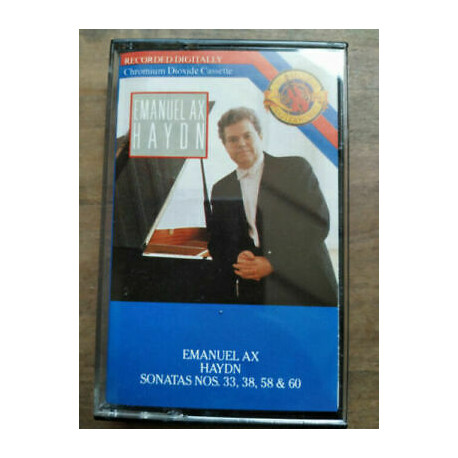 RECORDED DIGITALLY
Chromium Dioxide Cassette
EMANUEL AX
HAYDN
EMANUEL AX
HAYDN
SONATAS NOS. 33, 38, 58 & 60